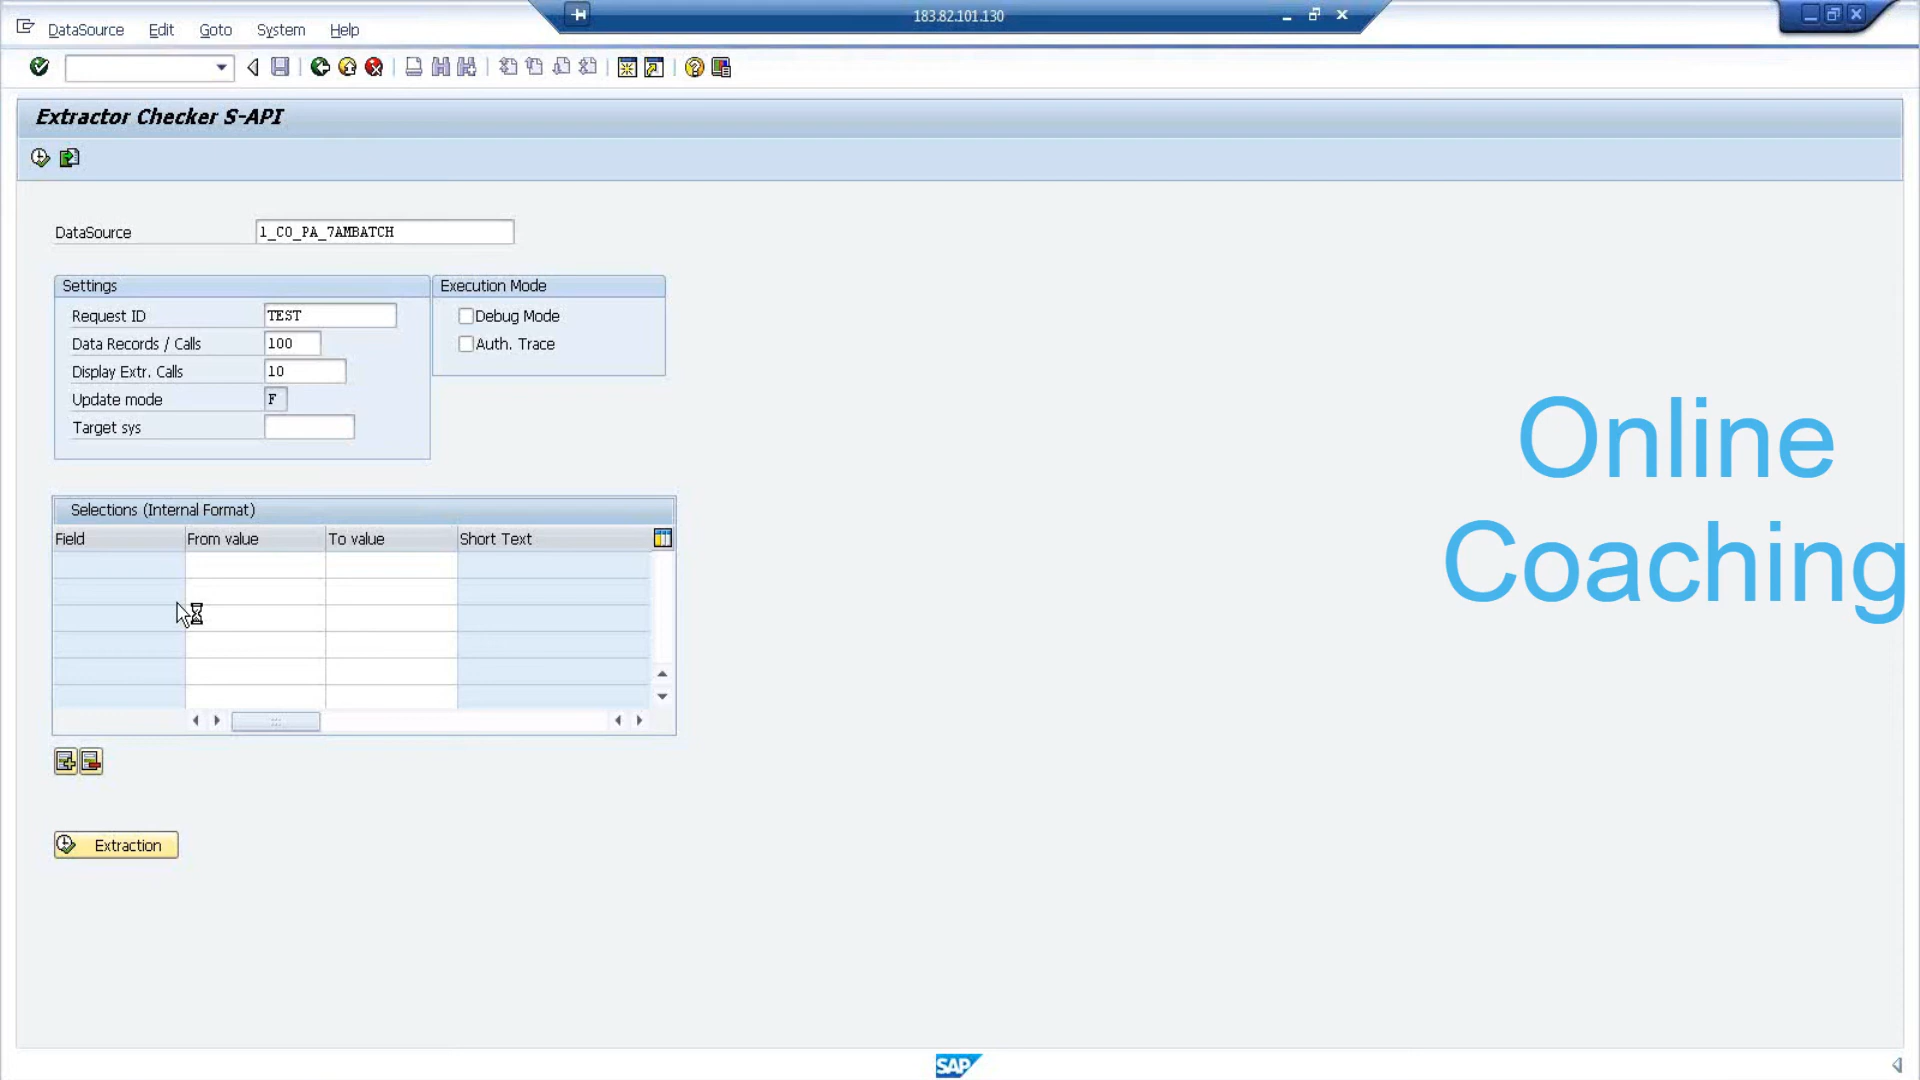 183.82.101.130
DataSource Edit Goto System Help
Extractor Checker S-API
DataSource 1_CO_PA_7AMBATCH
Settings
Request ID TEST
Data Records / Calls 100
Display Extr. Calls 10
Update mode F
Target sys
Execution Mode
Debug Mode
Auth. Trace
Selections (Internal Format)
Field From value To value Short Text
Extraction
Online
Coaching
SAP